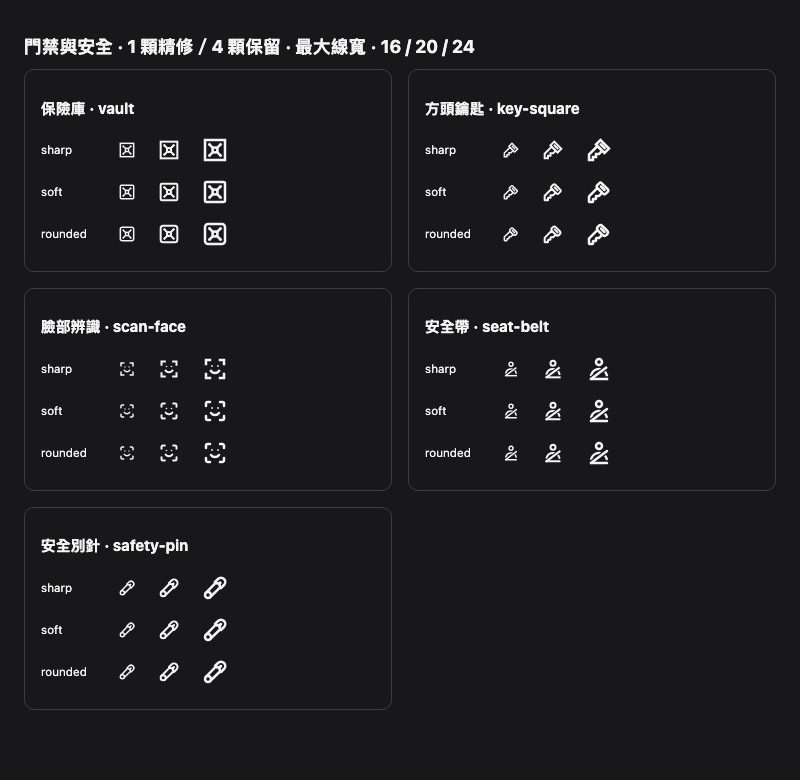 門禁與安全 · 1 顆精修 / 4 顆保留 · 最大線寬 · 16 / 20 / 24
保險庫 · vault
sharp
soft
rounded
方頭鑰匙 · key-square
sharp
soft
rounded
臉部辨識 · scan-face
sharp
soft
rounded
安全帶 · seat-belt
sharp
soft
rounded
安全別針 · safety-pin
sharp
soft
rounded